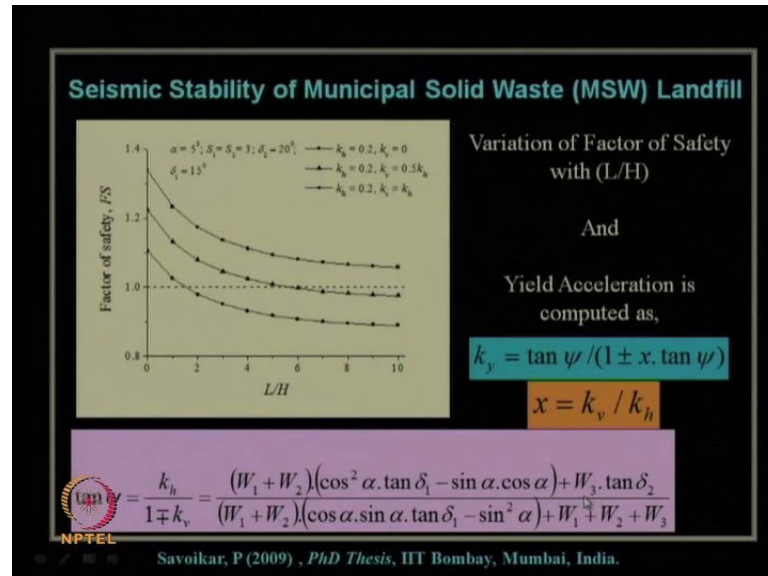 Seismic Stability of Municipal Solid Waste (MSW) Landfill
α = 5⁰; S₁ = S₂ = 3; δ₂ = 20⁰;
δ₁ = 15⁰
kₕ = 0.2, kᵥ = 0
kₕ = 0.2, kᵥ = 0.5kₕ
kₕ = 0.2, kᵥ = kₕ
Factor of safety, FS
1.4
1.2
1.0
0.8
0 2 4 6 8 10
L/H
Variation of Factor of Safety
with (L/H)
And
Yield Acceleration is
computed as,
k_y = tan ψ /(1 ± x. tan ψ)
x = kᵥ / kₕ
tan ψ = kₕ / (1 ∓ kᵥ) = ((W₁ + W₂).(cos² α. tan δ₁ − sin α. cos α) + W₃. tan δ₂) / ((W₁ + W₂).(cos α. sin α. tan δ₁ − sin² α) + W₁ + W₂ + W₃)
NPTEL
Savoikar, P (2009) , PhD Thesis, IIT Bombay, Mumbai, India.